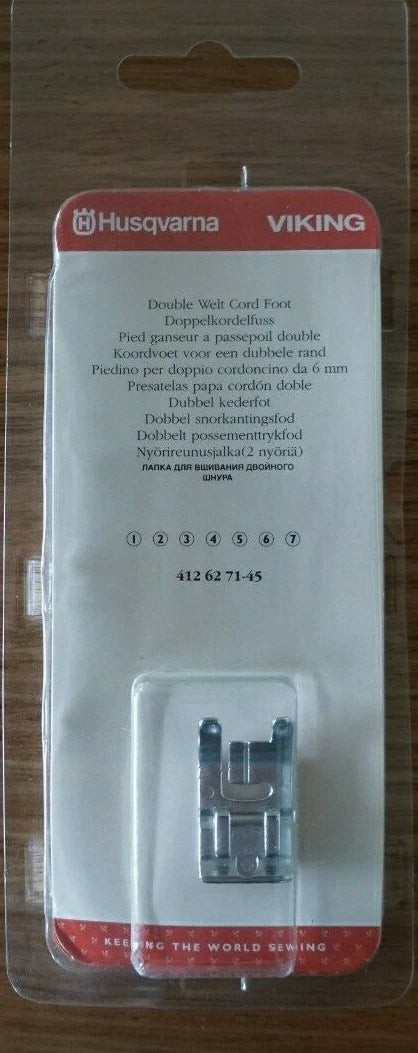 Husqvarna VIKING
Double Welt Cord Foot
Doppelkordelfuss
Pied ganseur a passepoil double
Koordvoet voor een dubbele rand
Piedino per doppio cordoncino da 6 mm
Presatelas papa cordón doble
Dubbel kederfot
Dobbel snorkantingsfod
Dobbelt possementtrykfod
Nyörireunusjalka(2 nyöriä)
ЛАПКА ДЛЯ ВШИВАНИЯ ДВОЙНОГО
ШНУРА
① ② ③ ④ ⑤ ⑥ ⑦
412 62 71-45
KEEPING THE WORLD SEWING